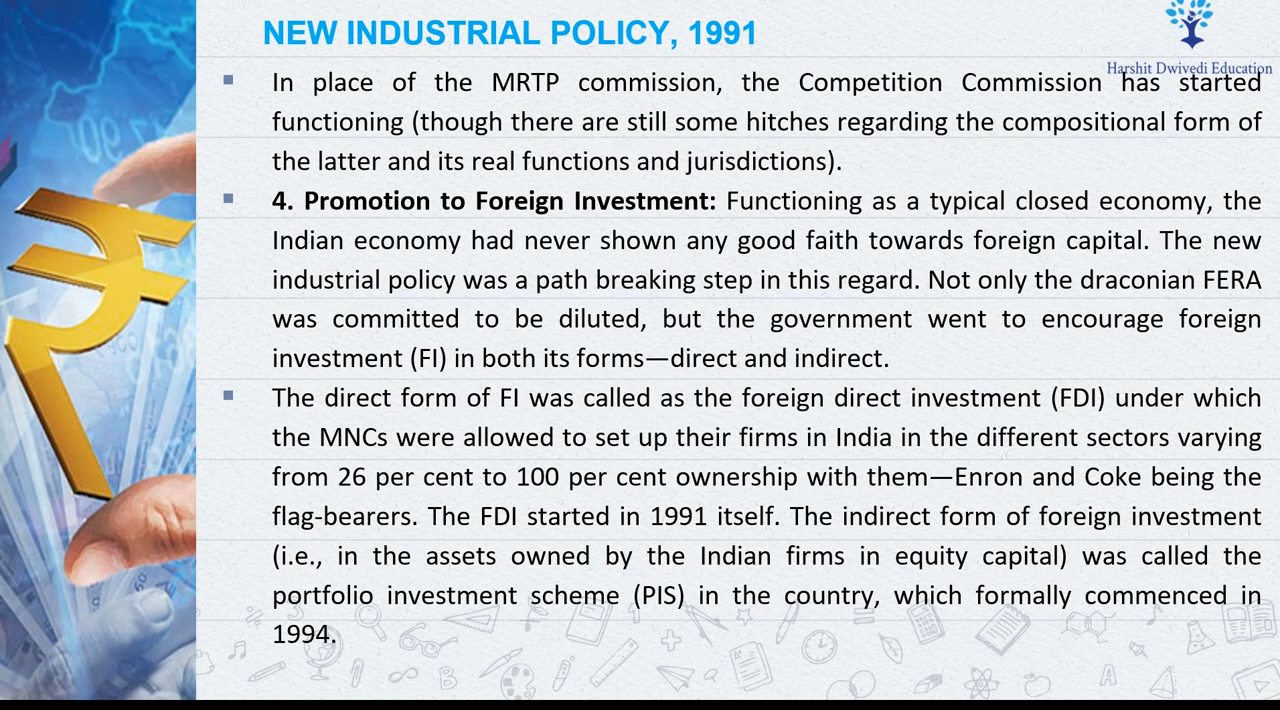 NEW INDUSTRIAL POLICY, 1991
Harshit Dwivedi Education
In place of the MRTP commission, the Competition Commission has started
functioning (though there are still some hitches regarding the compositional form of
the latter and its real functions and jurisdictions).
4. Promotion to Foreign Investment: Functioning as a typical closed economy, the
Indian economy had never shown any good faith towards foreign capital. The new
industrial policy was a path breaking step in this regard. Not only the draconian FERA
was committed to be diluted, but the government went to encourage foreign
investment (FI) in both its forms—direct and indirect.
The direct form of FI was called as the foreign direct investment (FDI) under which
the MNCs were allowed to set up their firms in India in the different sectors varying
from 26 per cent to 100 per cent ownership with them—Enron and Coke being the
flag-bearers. The FDI started in 1991 itself. The indirect form of foreign investment
(i.e., in the assets owned by the Indian firms in equity capital) was called the
portfolio investment scheme (PIS) in the country, which formally commenced in
1994.